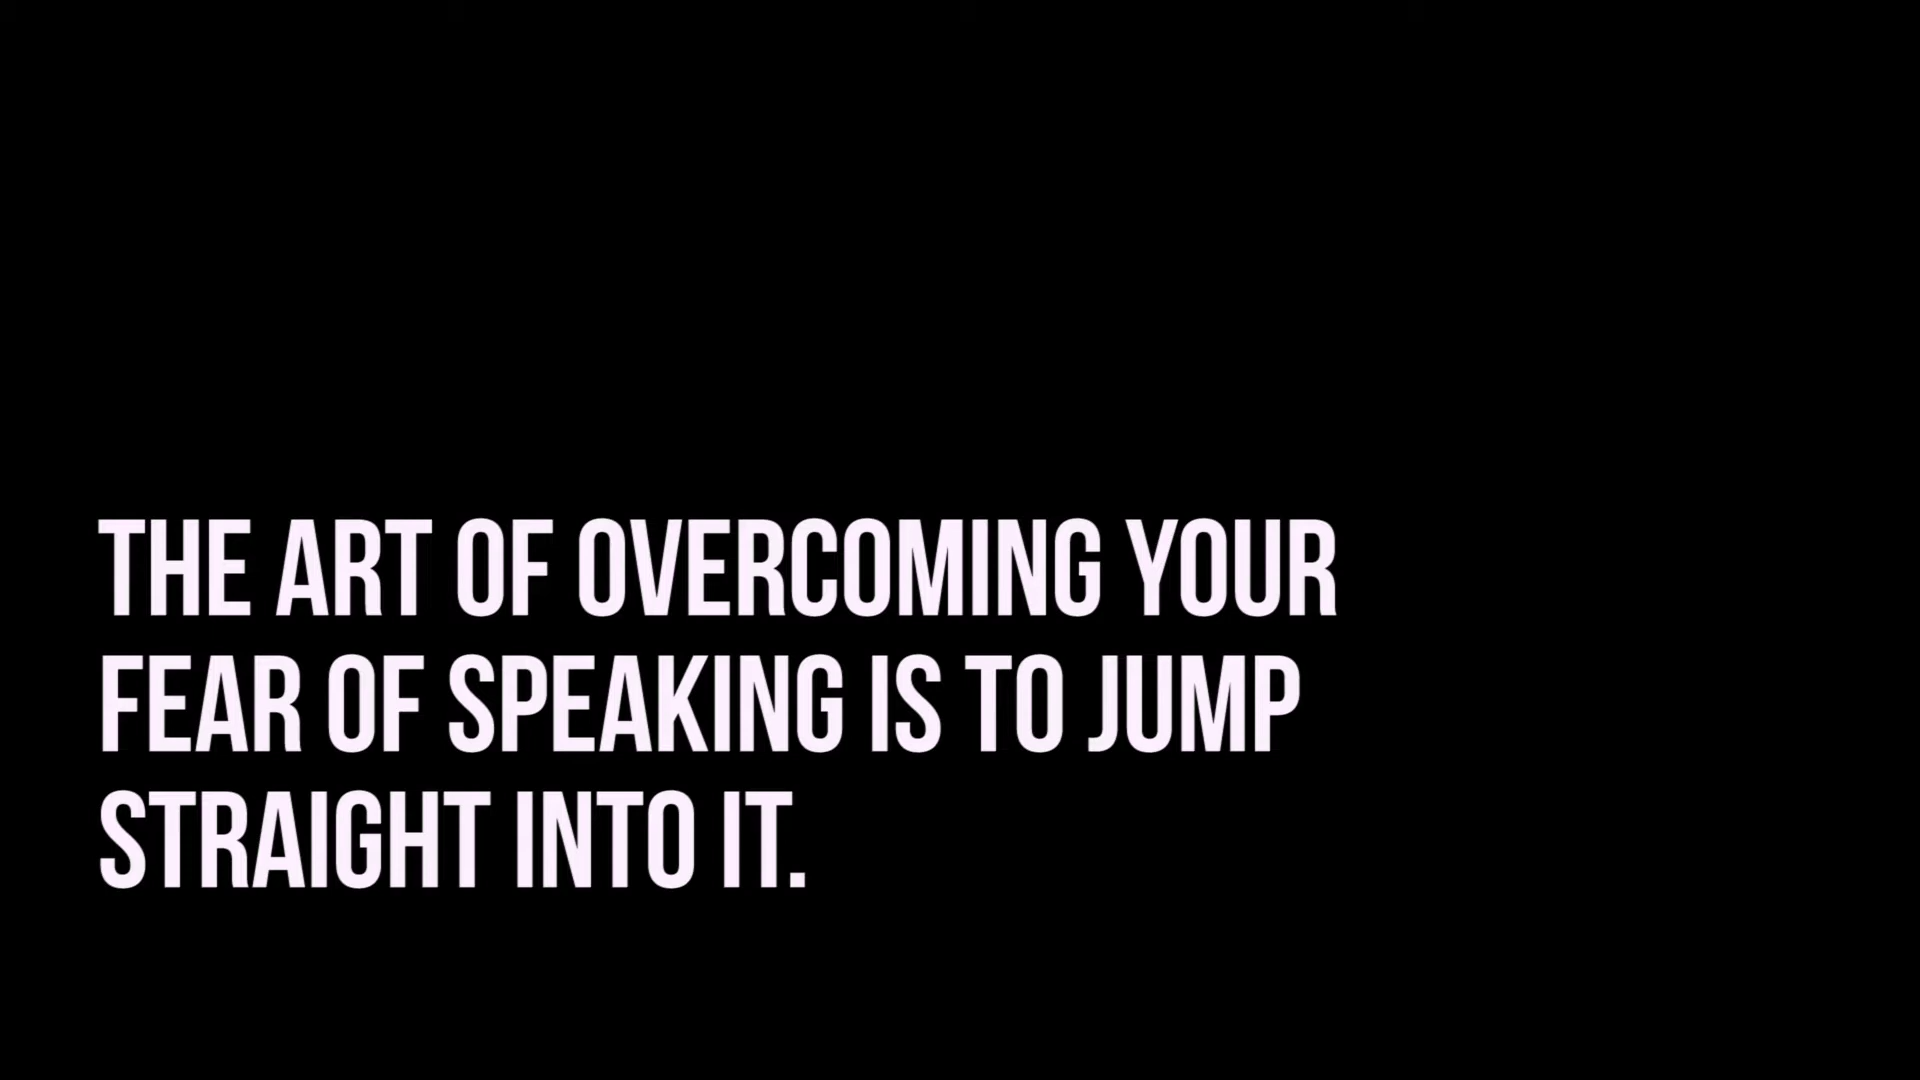 THE ART OF OVERCOMING YOUR
FEAR OF SPEAKING IS TO JUMP
STRAIGHT INTO IT.